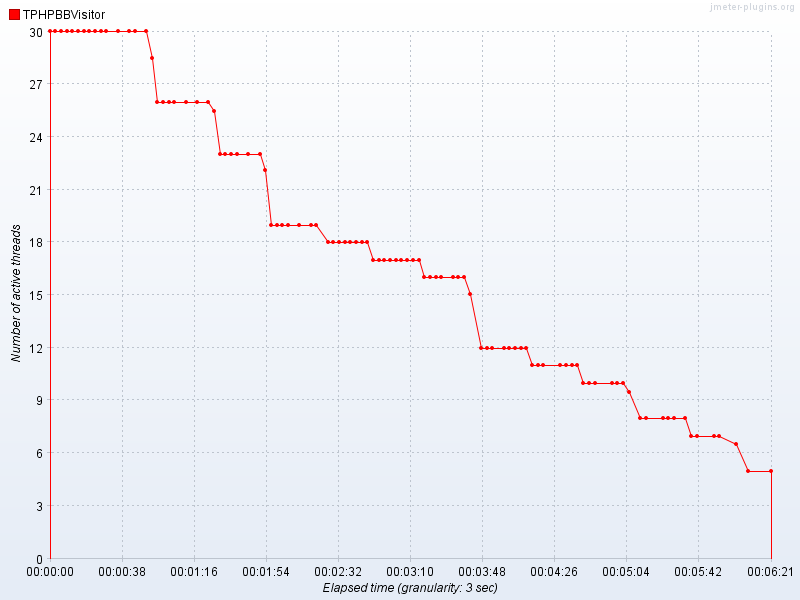 TPHPBBVisitor
jmeter-plugins.org
30
27
24
21
18
15
12
9
6
3
0
Number of active threads
00:00:00 00:00:38 00:01:16 00:01:54 00:02:32 00:03:10 00:03:48 00:04:26 00:05:04 00:05:42 00:06:21
Elapsed time (granularity: 3 sec)